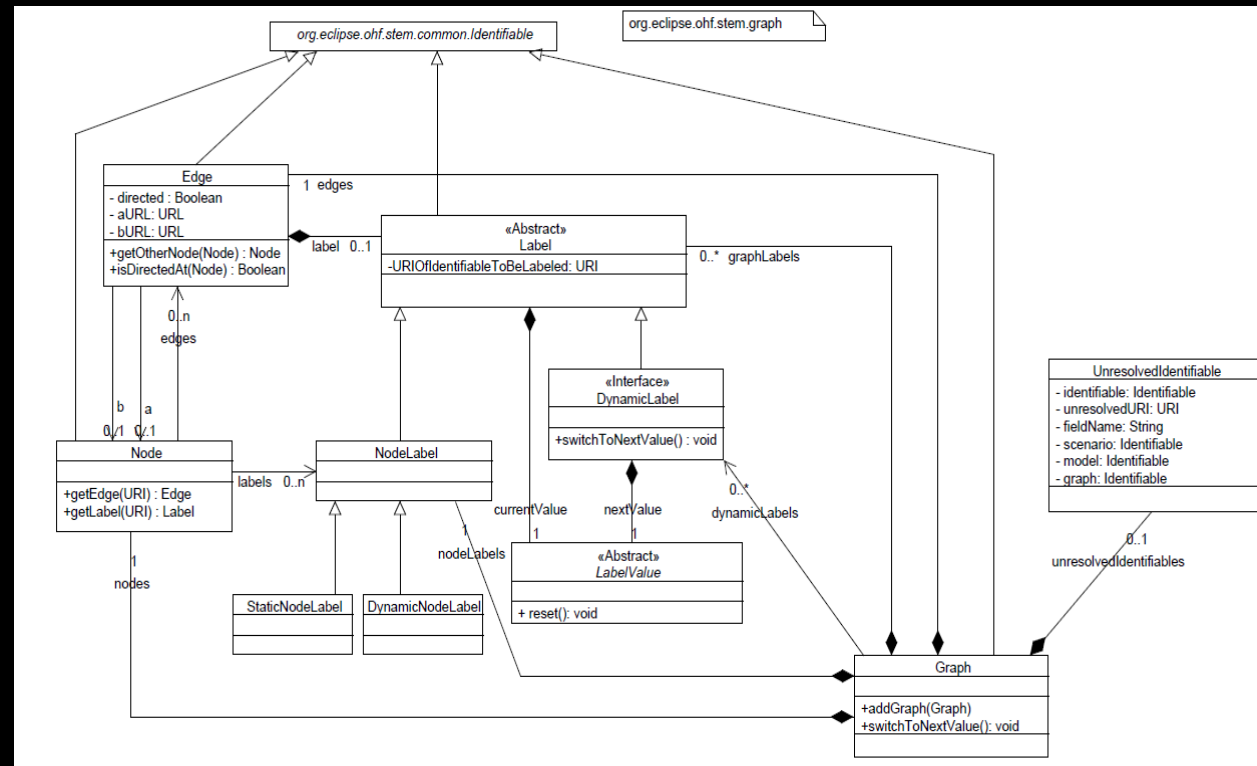 org.eclipse.ohf.stem.common.Identifiable
org.eclipse.ohf.stem.graph
Edge
- directed : Boolean
- aURL: URL
- bURL: URL
+getOtherNode(Node) : Node
+isDirectedAt(Node) : Boolean
1 edges
label 0..1
«Abstract»
Label
-URIOfIdentifiableToBeLabeled: URI
0..* graphLabels
0..n
edges
b
a
0..1
0..1
«Interface»
DynamicLabel
+switchToNextValue() : void
UnresolvedIdentifiable
- identifiable: Identifiable
- unresolvedURI: URI
- fieldName: String
- scenario: Identifiable
- model: Identifiable
- graph: Identifiable
Node
+getEdge(URI) : Edge
+getLabel(URI) : Label
labels 0..n
NodeLabel
currentValue
1
nextValue
1
0..*
dynamicLabels
1
nodeLabels
«Abstract»
LabelValue
+ reset(): void
0..1
unresolvedIdentifiables
1
nodes
StaticNodeLabel
DynamicNodeLabel
Graph
+addGraph(Graph)
+switchToNextValue(): void